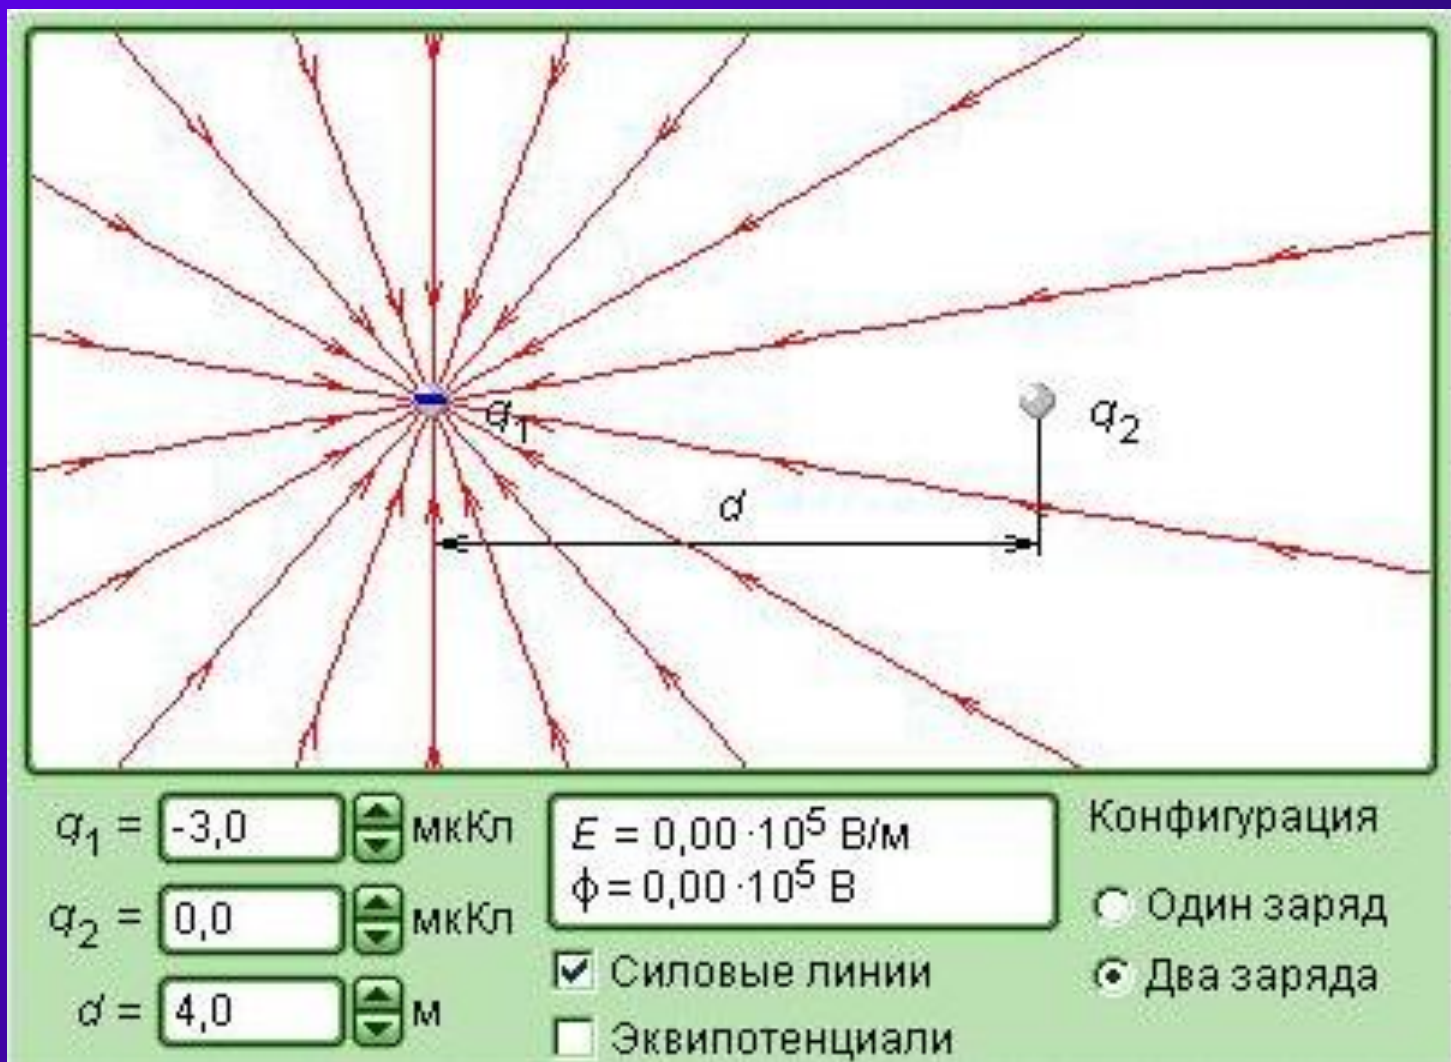 q1
q2
d
q1 = -3,0 мкКл
q2 = 0,0 мкКл
d = 4,0 м
E = 0,00 ·10⁵ В/м
ϕ = 0,00 ·10⁵ В
Силовые линии
Эквипотенциали
Конфигурация
Один заряд
Два заряда